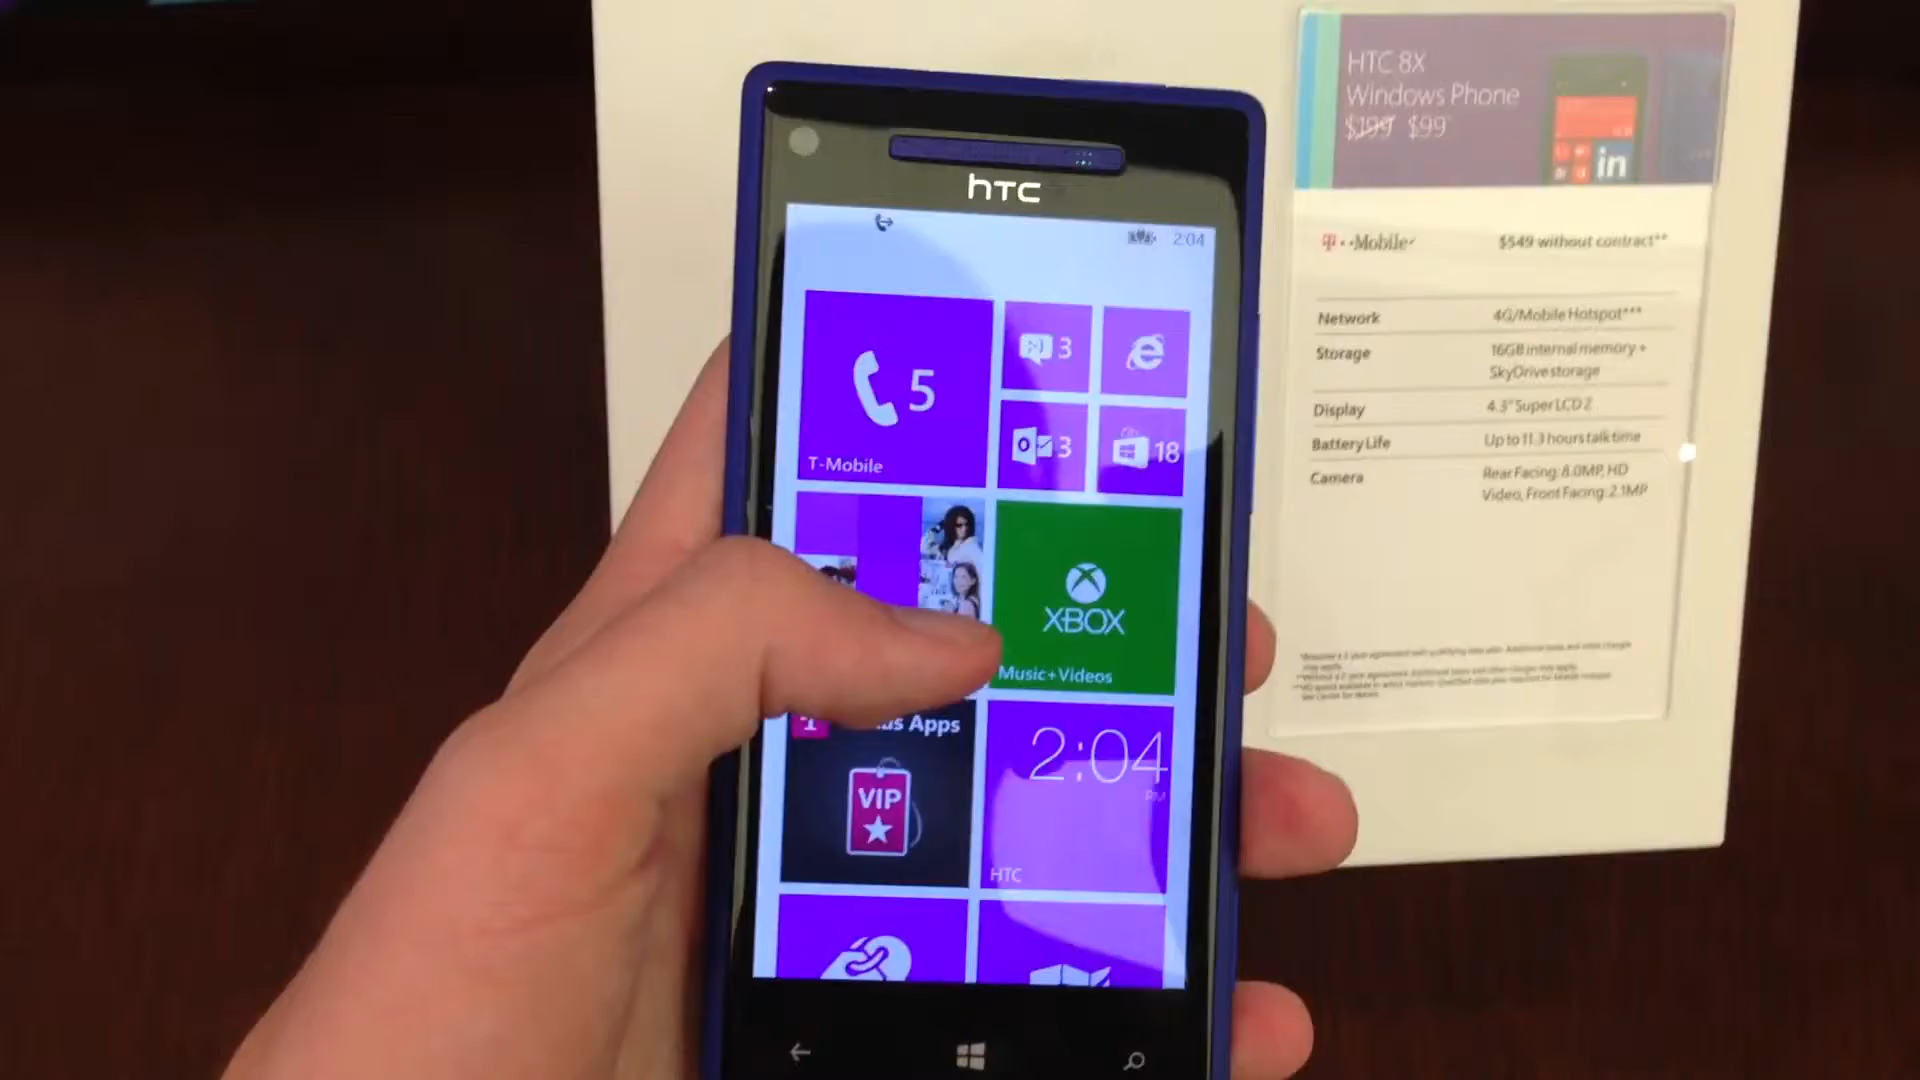 hTC
2:04
5
T-Mobile
3
3
18
XBOX
Music+Videos
us Apps
VIP
2:04
PM
HTC
HTC 8X
Windows Phone
$199 $99
in
T··Mobile
$549 without contract**
Network
4G/Mobile Hotspot***
Storage
16GB internal memory +
SkyDrive storage
Display
4.3" Super LCD 2
Battery Life
Up to 11.3 hours talk time
Camera
Rear Facing: 8.0MP, HD
Video, Front Facing: 2.1MP